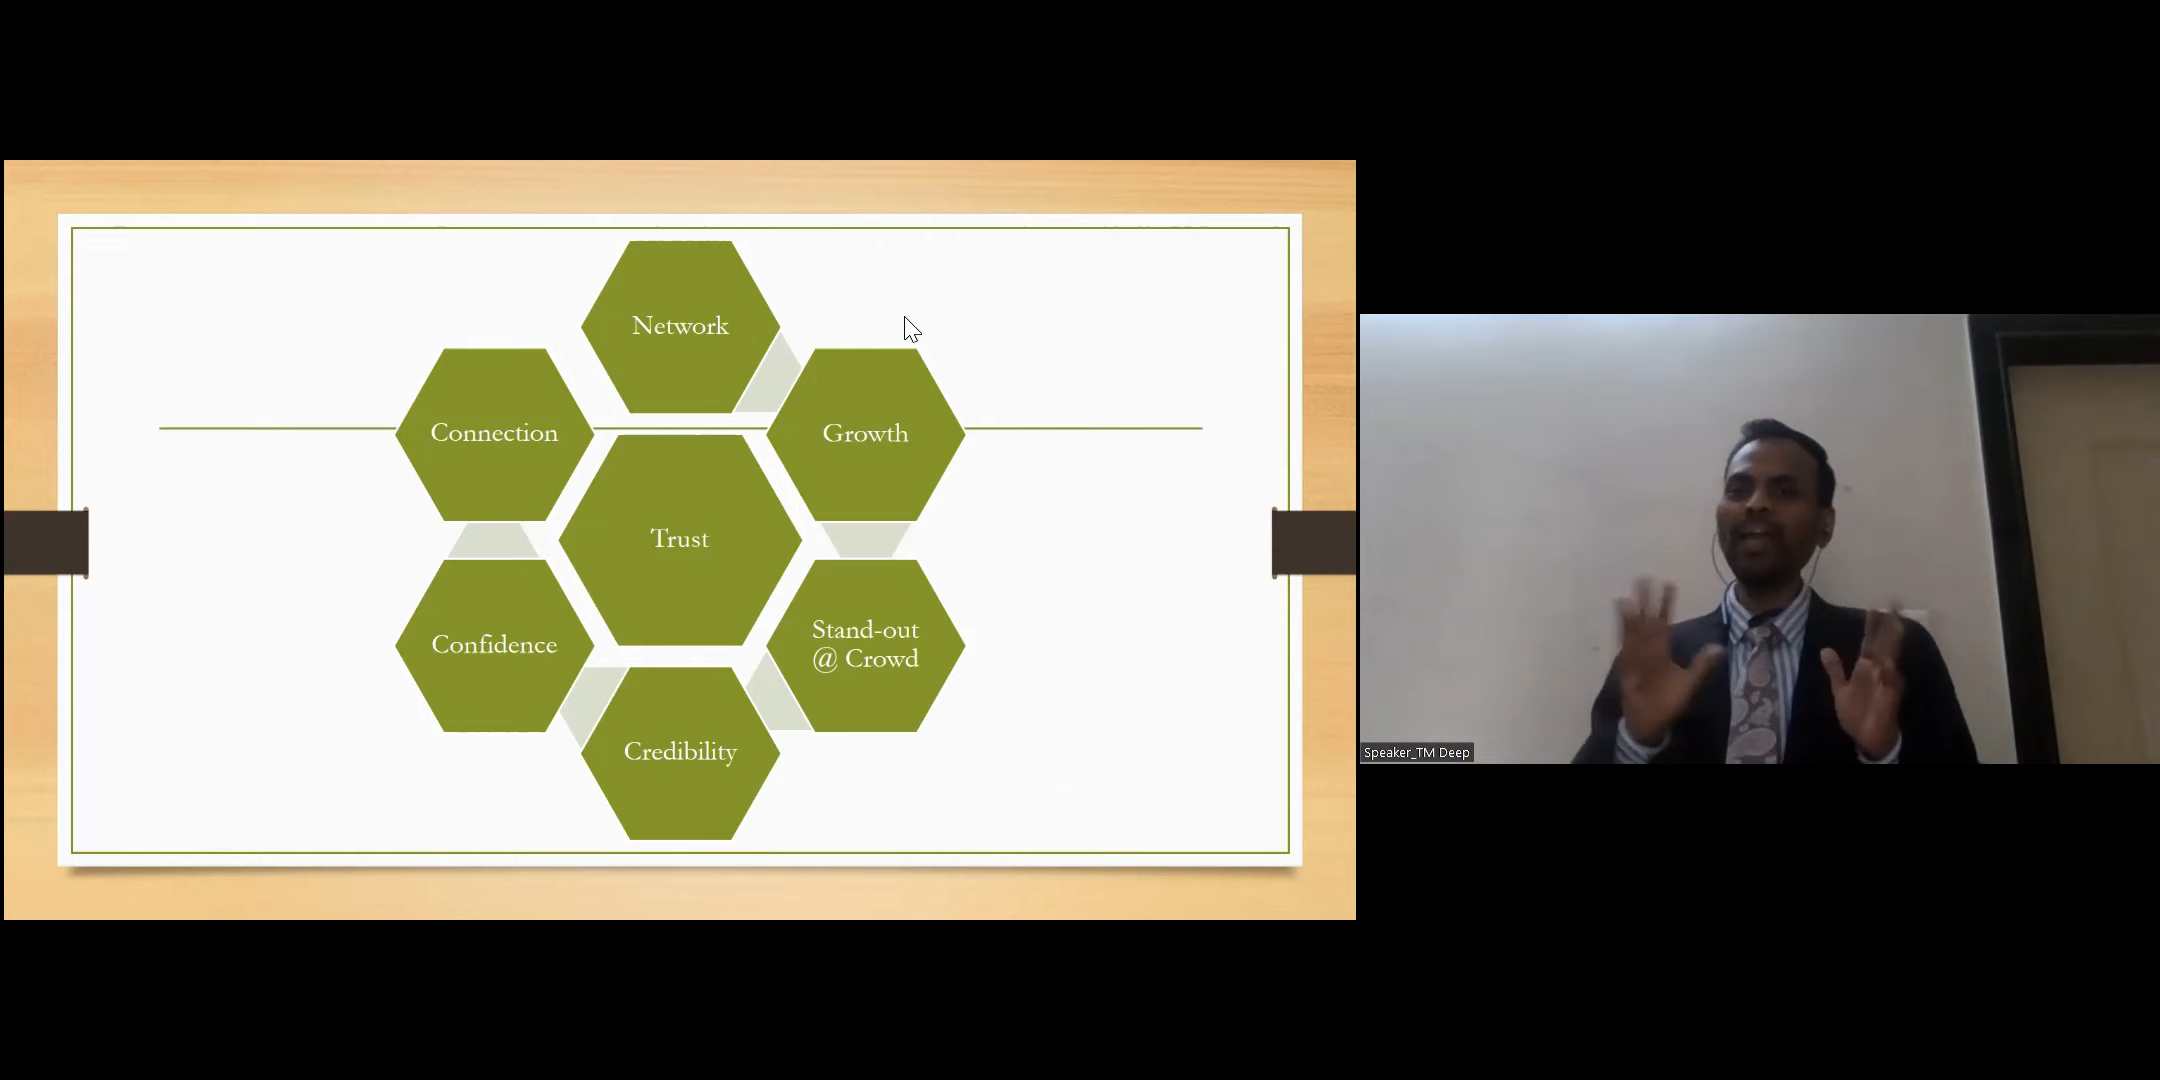 Network
Connection
Growth
Trust
Confidence
Stand-out
@ Crowd
Credibility
Speaker_TM Deep